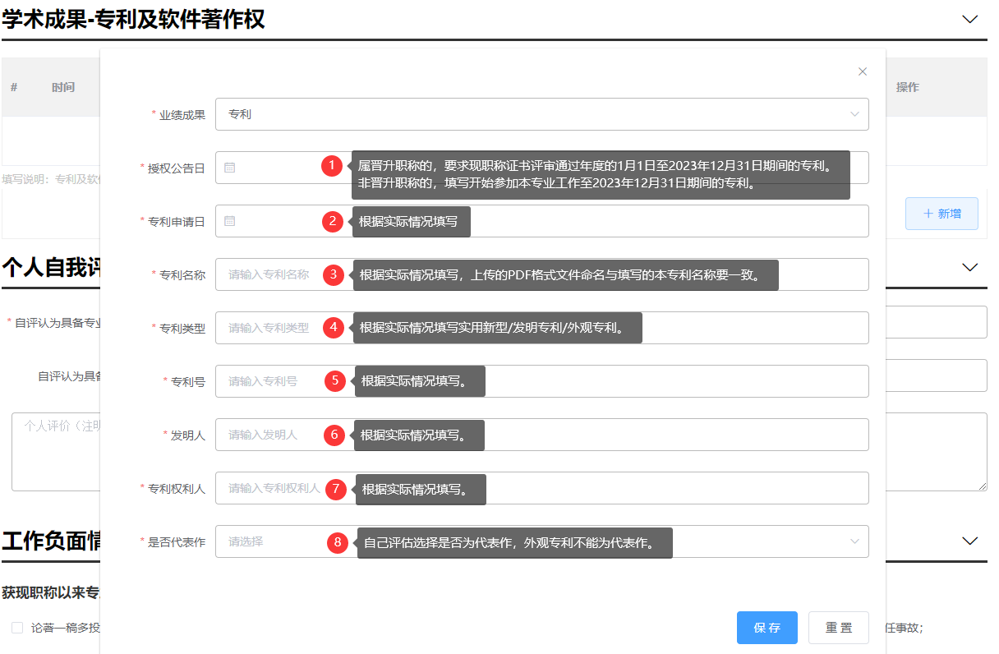 学术成果-专利及软件著作权
# 时间 操作
* 业绩成果 专利
* 授权公告日 1 属晋升职称的，要求现职称证书评审通过年度的1月1日至2023年12月31日期间的专利。
非晋升职称的，填写开始参加本专业工作至2023年12月31日期间的专利。
填写说明：专利及软
* 专利申请日 2 根据实际情况填写
+ 新增
个人自我评
* 专利名称 请输入专利名称 3 根据实际情况填写，上传的PDF格式文件命名与填写的本专利名称要一致。
* 自评认为具备专业
* 专利类型 请输入专利类型 4 根据实际情况填写实用新型/发明专利/外观专利。
自评认为具备
* 专利号 请输入专利号 5 根据实际情况填写。
个人评价（注明
* 发明人 请输入发明人 6 根据实际情况填写。
* 专利权利人 请输入专利权利人 7 根据实际情况填写。
工作负面情
* 是否代表作 请选择 8 自己评估选择是否为代表作，外观专利不能为代表作。
获现职称以来专
论著一稿多投 任事故；
保存 重置